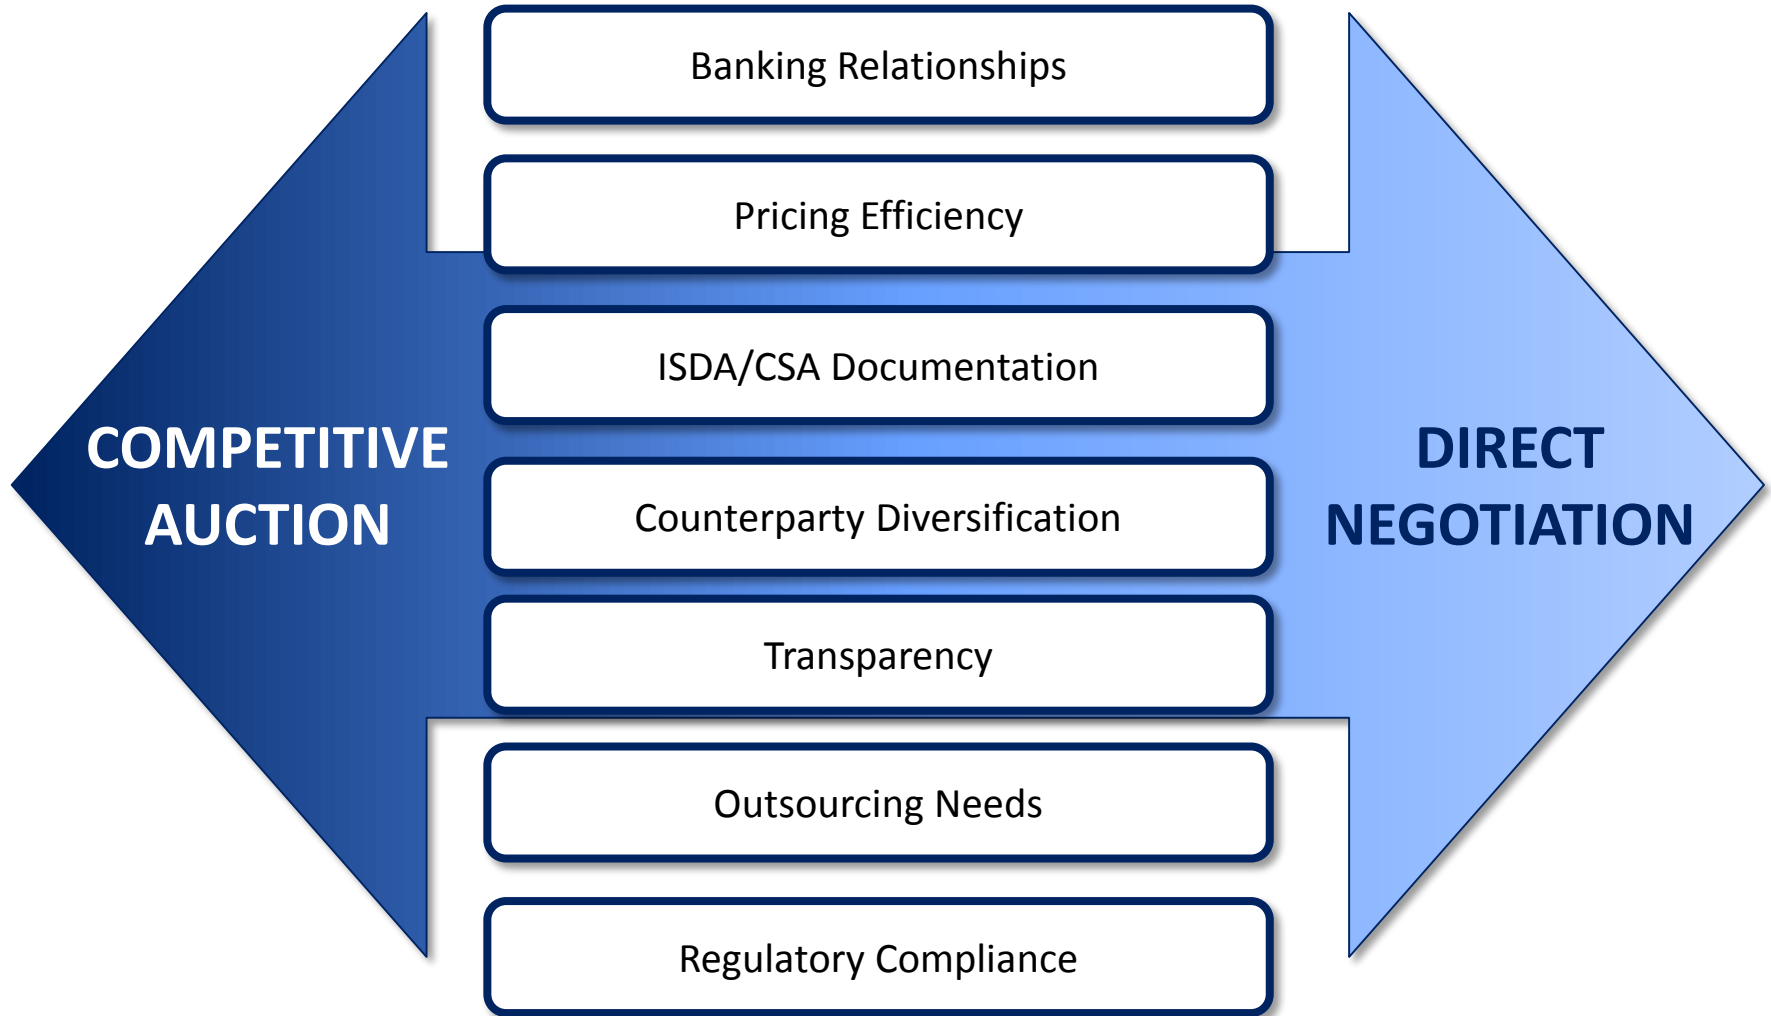 Banking Relationships
Pricing Efficiency
ISDA/CSA Documentation
COMPETITIVE
AUCTION
Counterparty Diversification
DIRECT
NEGOTIATION
Transparency
Outsourcing Needs
Regulatory Compliance